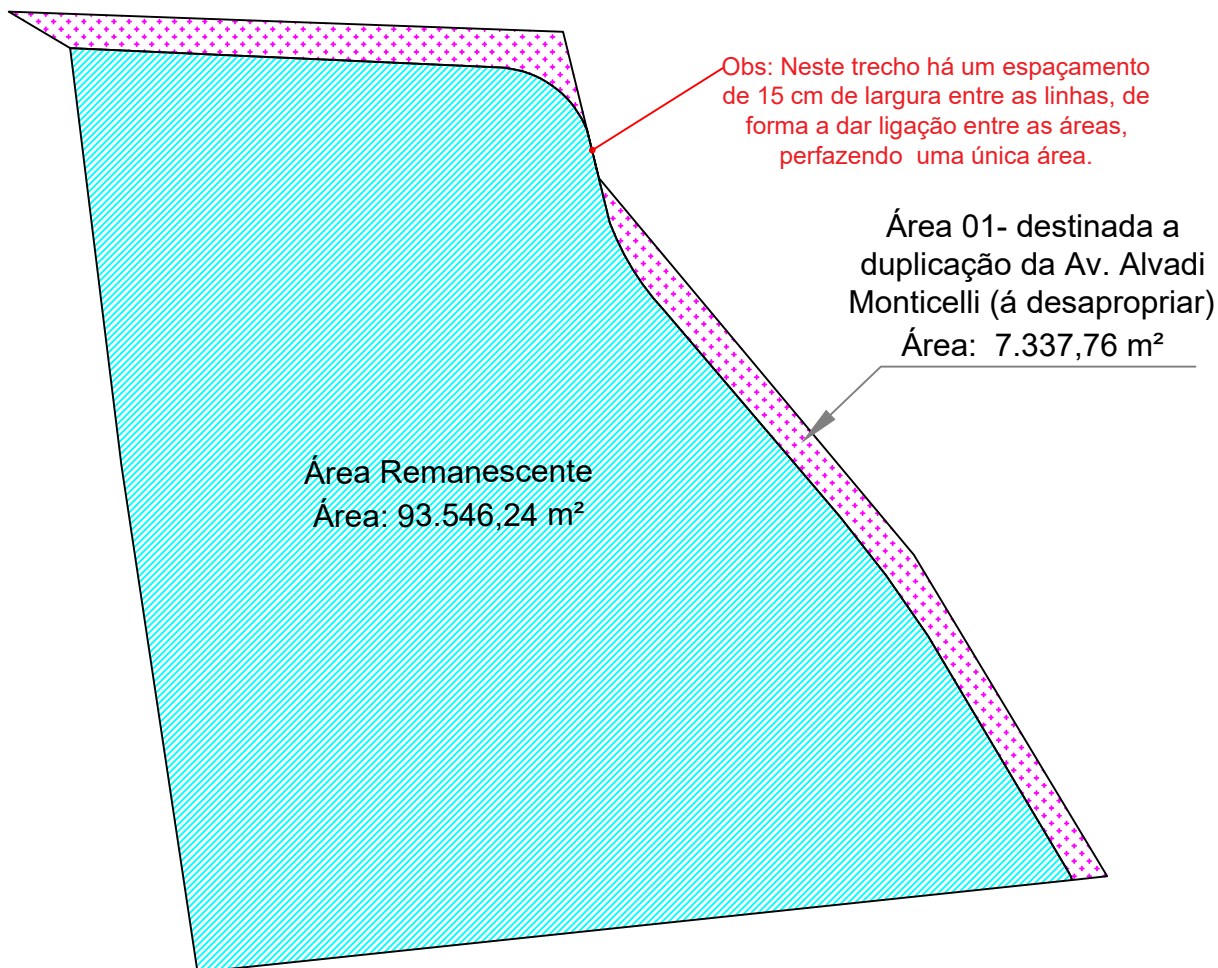 Obs: Neste trecho há um espaçamento
de 15 cm de largura entre as linhas, de
forma a dar ligação entre as áreas,
perfazendo uma única área.
Área 01- destinada a
duplicação da Av. Alvadi
Monticelli (á desapropriar)
Área: 7.337,76 m²
Área Remanescente
Área: 93.546,24 m²